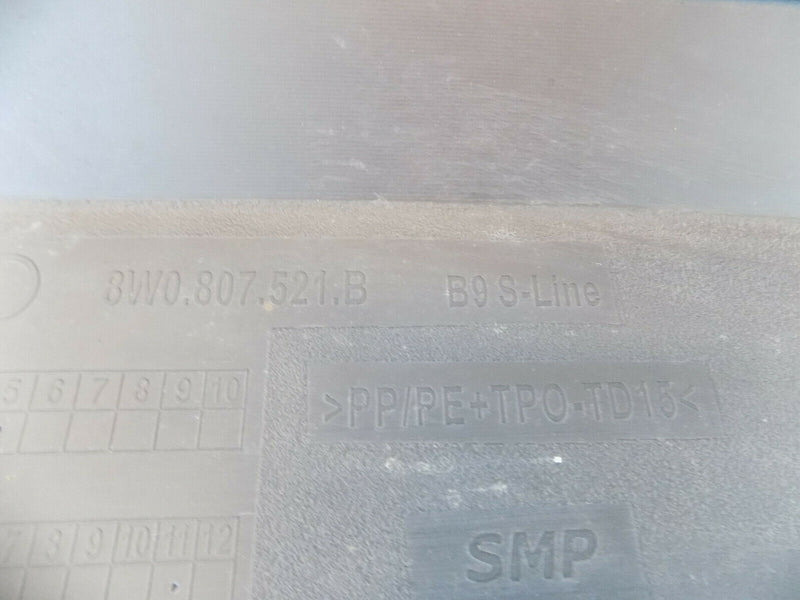 8W0.807.521.B B9 S-Line
>PP/PE+TPO-TD15<
5 6 7 8 9 10
7 8 9 10 11 12
SMP